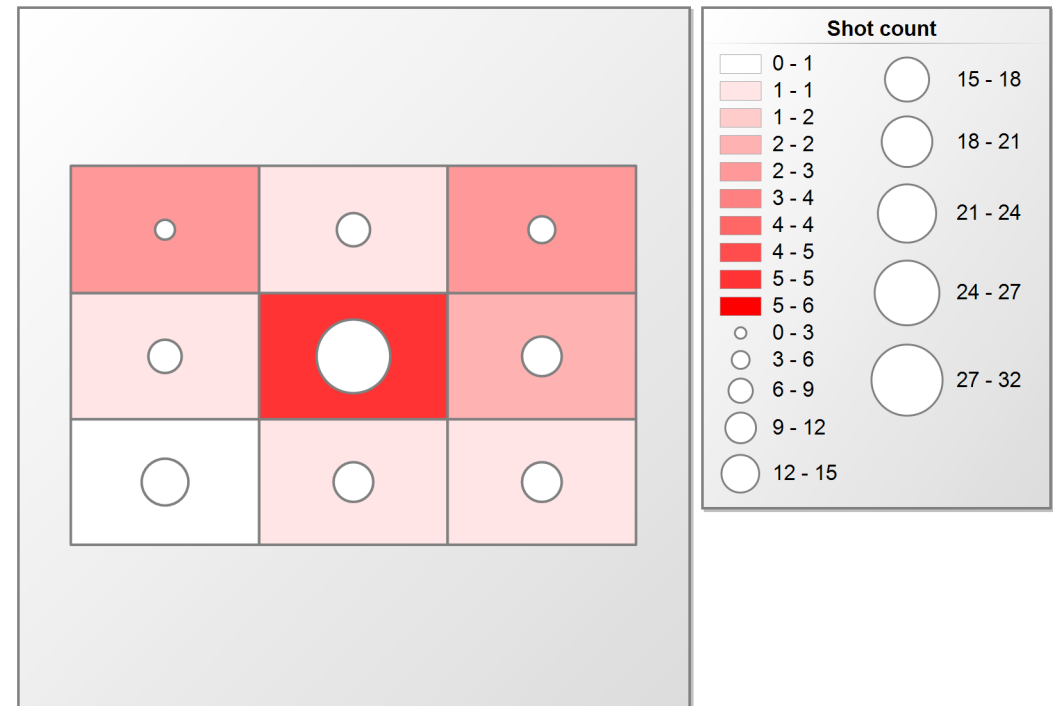 Shot count
0 - 1
1 - 1
1 - 2
2 - 2
2 - 3
3 - 4
4 - 4
4 - 5
5 - 5
5 - 6
0 - 3
3 - 6
6 - 9
9 - 12
12 - 15
15 - 18
18 - 21
21 - 24
24 - 27
27 - 32